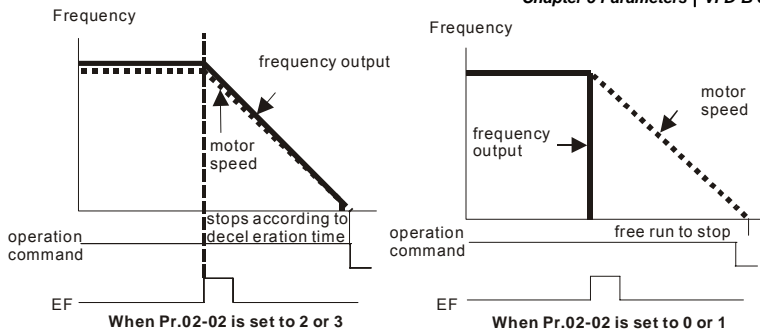 Chapter 5 Parameters | VFD-B
Frequency
frequency output
motor
speed
stops according to
decel eration time
operation
command
EF
When Pr.02-02 is set to 2 or 3
Frequency
motor
speed
frequency
output
free run to stop
operation
command
EF
When Pr.02-02 is set to 0 or 1